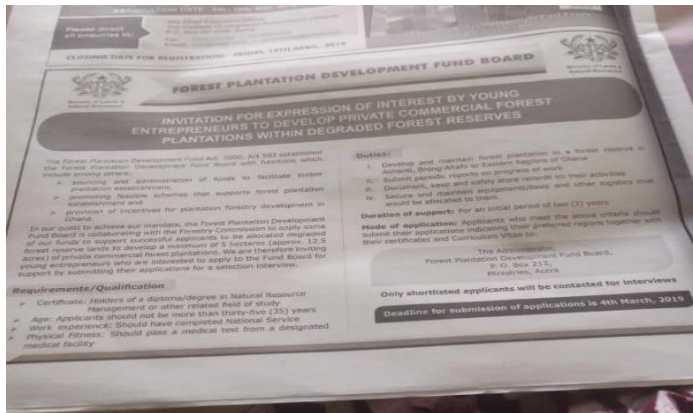 Please direct
all enquiries to:
CLOSING DATE FOR REGISTRATION: FRIDAY, 19TH APRIL, 2019
FOREST PLANTATION DEVELOPMENT FUND BOARD
Ministry of Lands &
Natural Resources
Ministry of Lands &
Natural Resources
INVITATION FOR EXPRESSION OF INTEREST BY YOUNG
ENTREPRENEURS TO DEVELOP PRIVATE COMMERCIAL FOREST
PLANTATIONS WITHIN DEGRADED FOREST RESERVES
The Forest Plantation Development Fund Act, 2000, Act 583 established
the Forest Plantation Development Fund Board with functions which
include among others:
sourcing and administration of funds to facilitate timber
plantation establishment,
promoting feasible schemes that supports forest plantation
establishment and
provision of incentives for plantation forestry development in
Ghana.
In our quest to achieve our mandate, the Forest Plantation Development
Fund Board is collaborating with the Forestry Commission to apply some
of our funds to support successful applicants to be allocated degraded
forest reserve lands to develop a minimum of 5 hectares (approx. 12.5
acres) of private commercial forest plantations. We are therefore inviting
young entrepreneurs who are interested to apply to the Fund Board for
support by submitting their applications for a selection interview.
Requirements/Qualification
Certificate: Holders of a diploma/degree in Natural Resource
Management or other related field of study
Age: Applicants should not be more than thirty-five (35) years
Work experience: Should have completed National Service
Physical Fitness: Should pass a medical test from a designated
medical facility
Duties:
i. Develop and maintain forest plantation in a forest reserve in
Ashanti, Brong-Ahafo or Eastern Regions of Ghana
ii. Submit periodic reports on progress of work
iii. Document, keep and safely store records on their activities
iv. Secure and maintain equipments/tools and other logistics that
would be allocated to them.
Duration of support: For an initial period of two (2) years
Mode of application: Applicants who meet the above criteria should
submit their applications indicating their preferred regions together with
their certificates and Curriculum Vitae to:
The Administrator,
Forest Plantation Development Fund Board,
P. O. Box 212,
Ministries, Accra
Only shortlisted applicants will be contacted for interviews
Deadline for submission of applications is 4th March, 2019